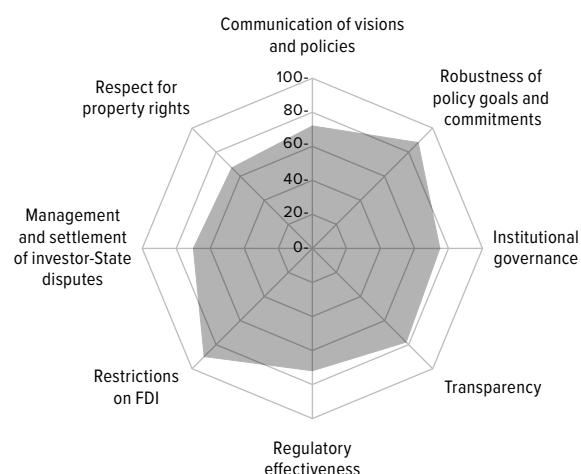 Communication of visions
and policies
Robustness of
policy goals and
commitments
Institutional
governance
Transparency
Regulatory
effectiveness
Restrictions
on FDI
Management
and settlement
of investor-State
disputes
Respect for
property rights
100-
80-
60-
40-
20-
0-